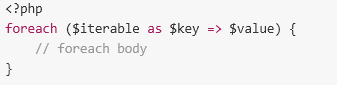 <?php
foreach ($iterable as $key => $value) {
    // foreach body
}